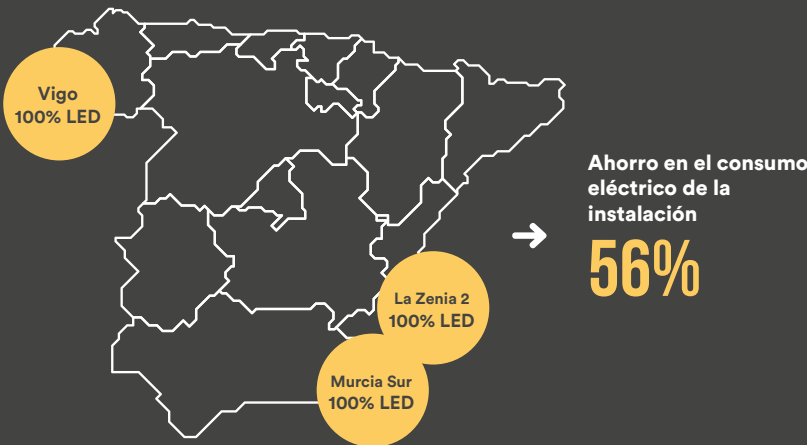 Vigo
100% LED
Ahorro en el consumo
eléctrico de la
instalación
56%
La Zenia 2
100% LED
Murcia Sur
100% LED